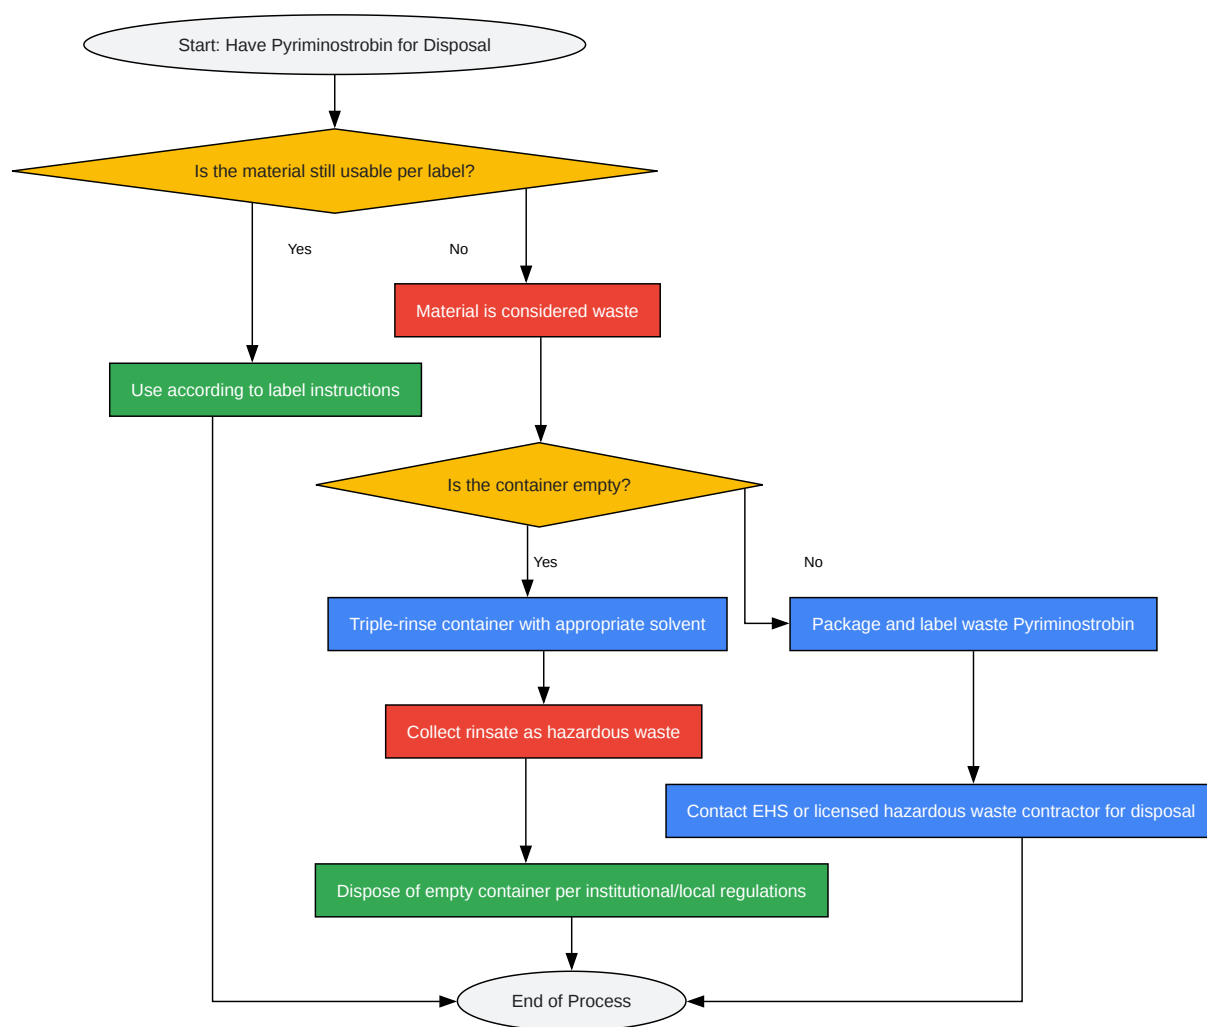 Start: Have Pyriminostrobin for Disposal
Is the material still usable per label?
Yes
No
Material is considered waste
Use according to label instructions
Is the container empty?
Yes
No
Triple-rinse container with appropriate solvent
Package and label waste Pyriminostrobin
Collect rinsate as hazardous waste
Contact EHS or licensed hazardous waste contractor for disposal
Dispose of empty container per institutional/local regulations
End of Process